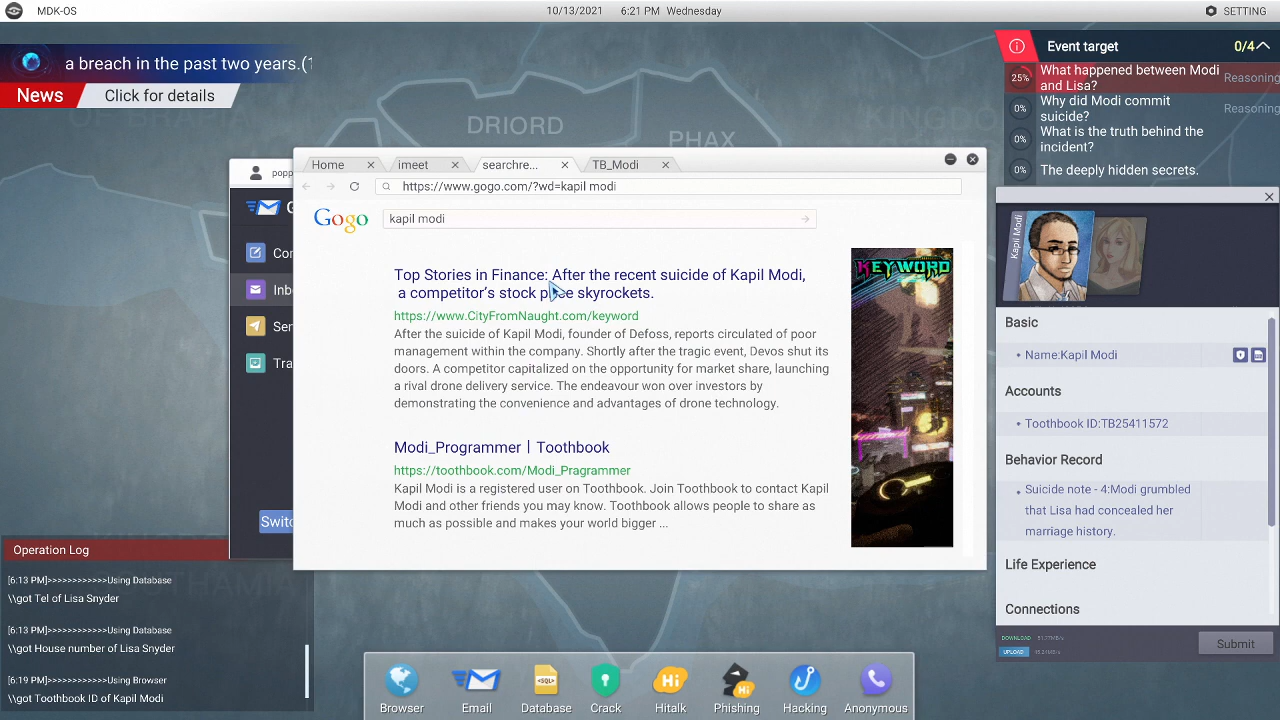 MDK-OS
10/13/2021 6:21 PM Wednesday
SETTING
a breach in the past two years.(1
News
Click for details
DRIORD
PHAX
Event target
0/4
25%
What happened between Modi
and Lisa?
Reasoning
0%
Why did Modi commit
suicide?
Reasoning
0%
What is the truth behind the
incident?
0%
The deeply hidden secrets.
popp
Con
Inb
Sen
Tra
Switc
Home
imeet
searchre...
TB_Modi
https://www.gogo.com/?wd=kapil modi
Gogo
kapil modi
Top Stories in Finance: After the recent suicide of Kapil Modi,
a competitor's stock price skyrockets.
https://www.CityFromNaught.com/keyword
After the suicide of Kapil Modi, founder of Defoss, reports circulated of poor
management within the company. Shortly after the tragic event, Devos shut its
doors. A competitor capitalized on the opportunity for market share, launching
a rival drone delivery service. The endeavour won over investors by
demonstrating the convenience and advantages of drone technology.
Modi_Programmer | Toothbook
https://toothbook.com/Modi_Pragrammer
Kapil Modi is a registered user on Toothbook. Join Toothbook to contact Kapil
Modi and other friends you may know. Toothbook allows people to share as
much as possible and makes your world bigger ...
KEYWORD
Kapil Modi
Basic
• Name:Kapil Modi
Accounts
• Toothbook ID:TB25411572
Behavior Record
• Suicide note - 4:Modi grumbled
that Lisa had concealed her
marriage history.
Life Experience
Connections
DOWNLOAD
UPLOAD
Submit
Operation Log
[6:13 PM]>>>>>>>>>>>>Using Database
\\got Tel of Lisa Snyder
[6:13 PM]>>>>>>>>>>>>Using Database
\\got House number of Lisa Snyder
[6:19 PM]>>>>>>>>>>>>Using Browser
\\got Toothbook ID of Kapil Modi
Browser
Email
Database
Crack
Hitalk
Phishing
Hacking
Anonymous